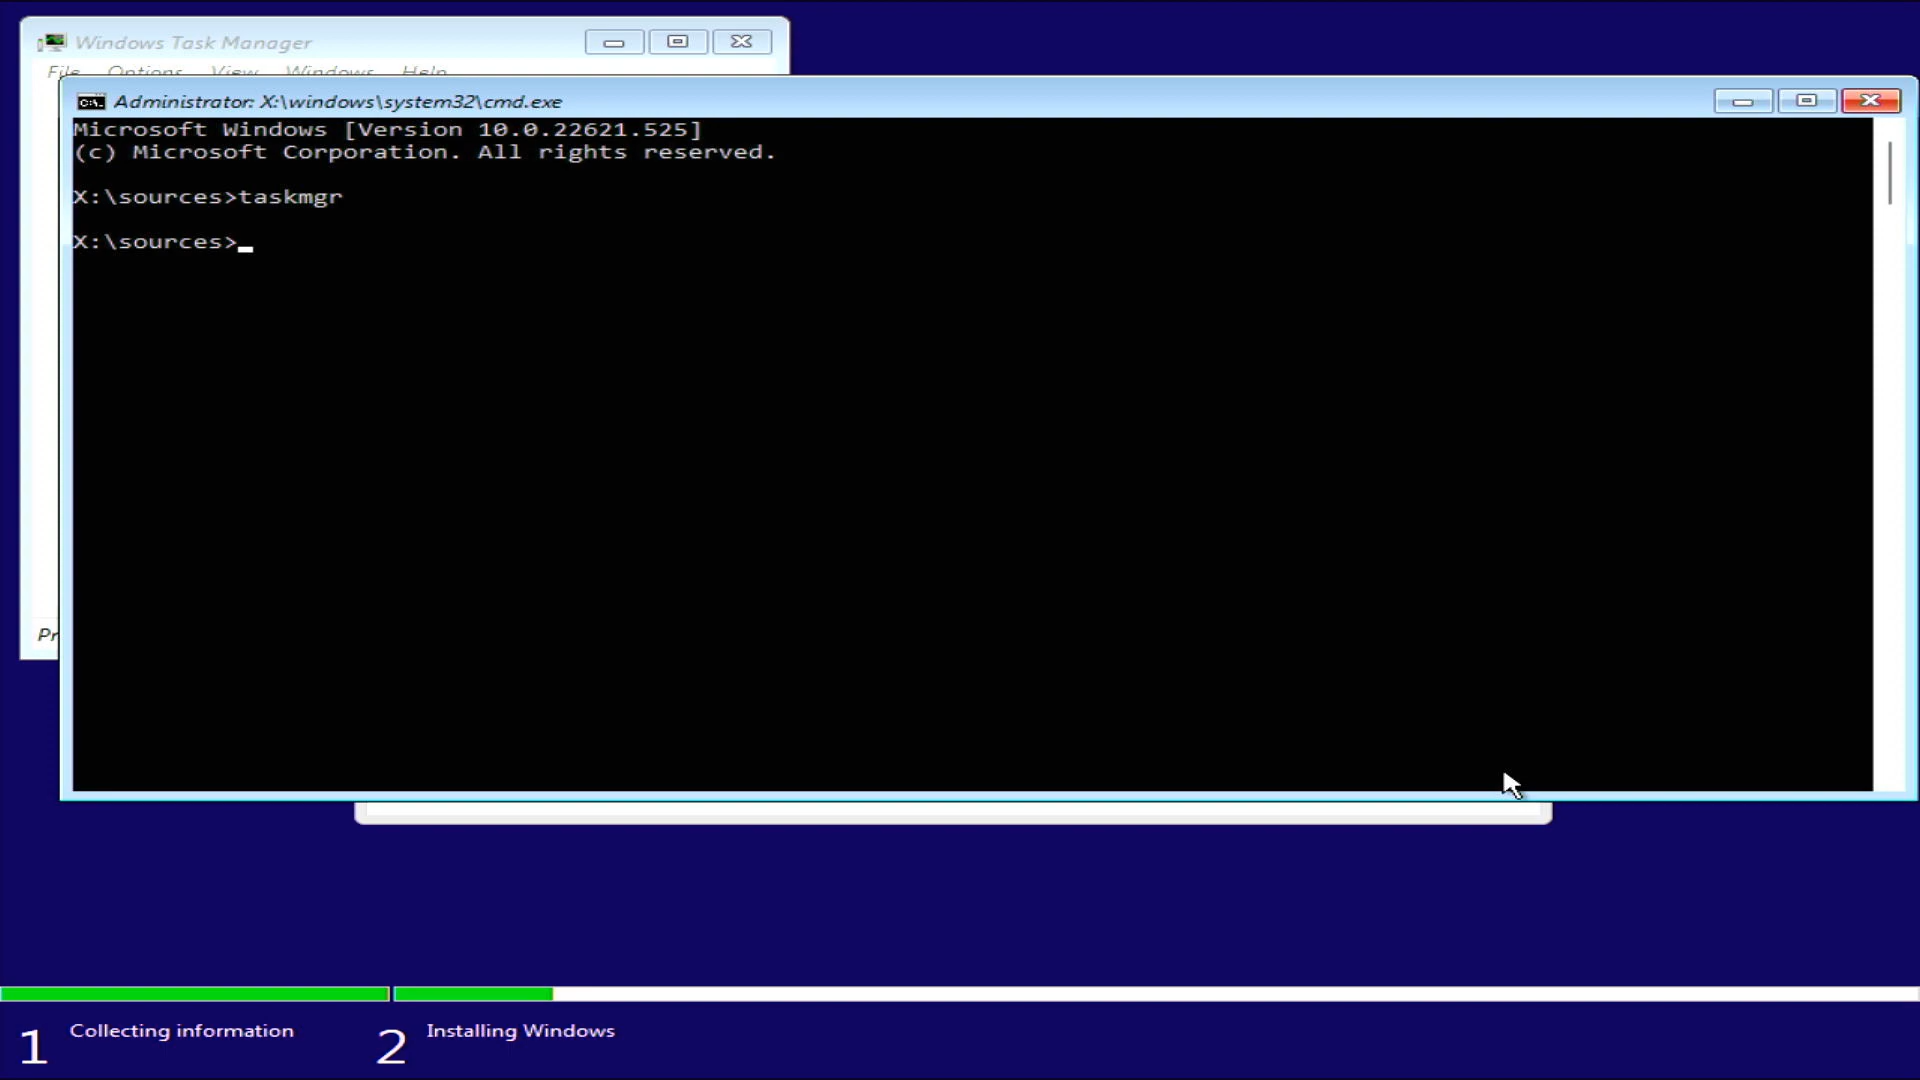 Windows Task Manager
File Options View Windows Help
Administrator: X:\windows\system32\cmd.exe
Microsoft Windows [Version 10.0.22621.525]
(c) Microsoft Corporation. All rights reserved.
X:\sources>taskmgr
X:\sources>
Pr
1 Collecting information
2 Installing Windows